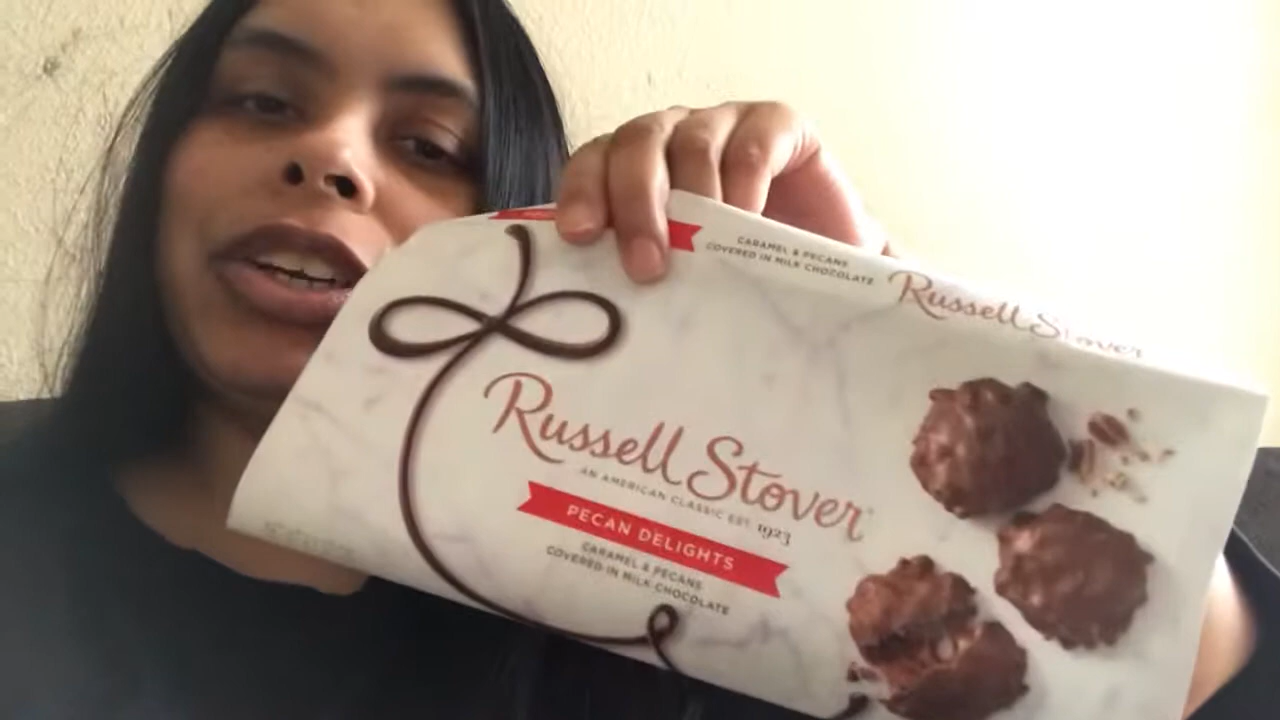 CARAMEL & PECANS
COVERED IN MILK CHOCOLATE
Russell Stover
Russell Stover
AN AMERICAN CLASSIC EST. 1923
PECAN DELIGHTS
CARAMEL & PECANS
COVERED IN MILK CHOCOLATE